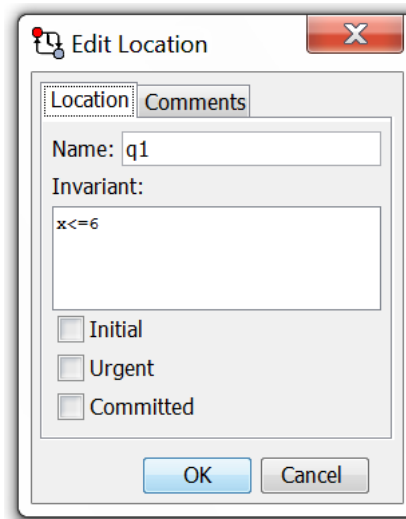 Edit Location
Location Comments
Name: q1
Invariant:
x<=6
Initial
Urgent
Committed
OK Cancel